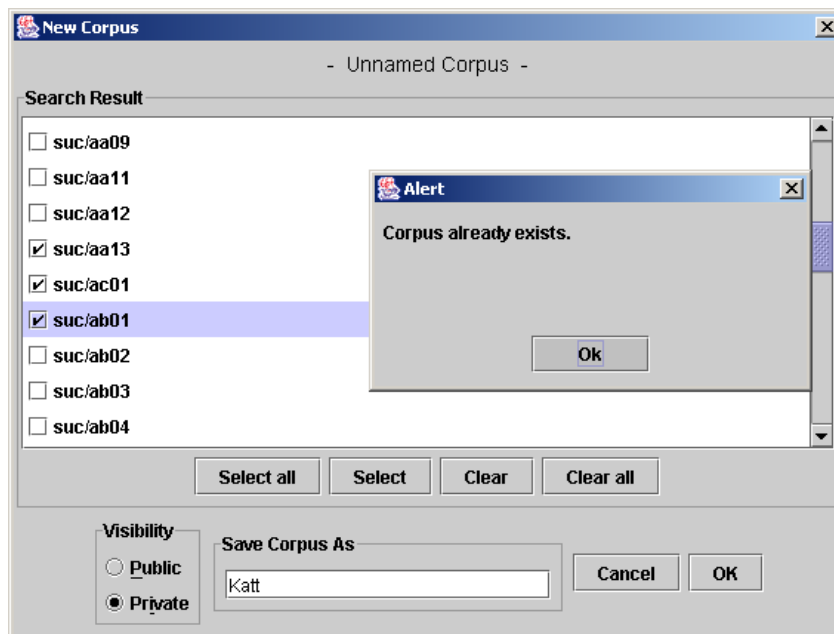 New Corpus
- Unnamed Corpus -
Search Result
suc/aa09
suc/aa11
suc/aa12
suc/aa13
suc/ac01
suc/ab01
suc/ab02
suc/ab03
suc/ab04
Alert
Corpus already exists.
Ok
Select all Select Clear Clear all
Visibility
Public
Private
Save Corpus As
Katt
Cancel OK